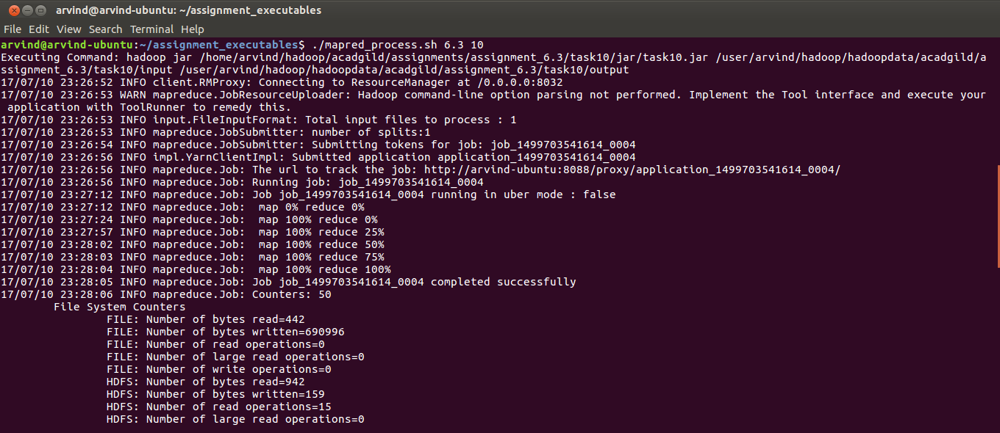 arvind@arvind-ubuntu: ~/assignment_executables
File Edit View Search Terminal Help
arvind@arvind-ubuntu:~/assignment_executables$ ./mapred_process.sh 6.3 10
Executing Command: hadoop jar /home/arvind/hadoop/acadgild/assignments/assignment_6.3/task10/jar/task10.jar /user/arvind/hadoop/hadoopdata/acadgild/a
ssignment_6.3/task10/input /user/arvind/hadoop/hadoopdata/acadgild/assignment_6.3/task10/output
17/07/10 23:26:52 INFO client.RMProxy: Connecting to ResourceManager at /0.0.0.0:8032
17/07/10 23:26:53 WARN mapreduce.JobResourceUploader: Hadoop command-line option parsing not performed. Implement the Tool interface and execute your
 application with ToolRunner to remedy this.
17/07/10 23:26:53 INFO input.FileInputFormat: Total input files to process : 1
17/07/10 23:26:53 INFO mapreduce.JobSubmitter: number of splits:1
17/07/10 23:26:54 INFO mapreduce.JobSubmitter: Submitting tokens for job: job_1499703541614_0004
17/07/10 23:26:56 INFO impl.YarnClientImpl: Submitted application application_1499703541614_0004
17/07/10 23:26:56 INFO mapreduce.Job: The url to track the job: http://arvind-ubuntu:8088/proxy/application_1499703541614_0004/
17/07/10 23:26:56 INFO mapreduce.Job: Running job: job_1499703541614_0004
17/07/10 23:27:12 INFO mapreduce.Job: Job job_1499703541614_0004 running in uber mode : false
17/07/10 23:27:12 INFO mapreduce.Job:  map 0% reduce 0%
17/07/10 23:27:24 INFO mapreduce.Job:  map 100% reduce 0%
17/07/10 23:27:57 INFO mapreduce.Job:  map 100% reduce 25%
17/07/10 23:28:02 INFO mapreduce.Job:  map 100% reduce 50%
17/07/10 23:28:03 INFO mapreduce.Job:  map 100% reduce 75%
17/07/10 23:28:04 INFO mapreduce.Job:  map 100% reduce 100%
17/07/10 23:28:05 INFO mapreduce.Job: Job job_1499703541614_0004 completed successfully
17/07/10 23:28:06 INFO mapreduce.Job: Counters: 50
File System Counters
FILE: Number of bytes read=442
FILE: Number of bytes written=690996
FILE: Number of read operations=0
FILE: Number of large read operations=0
FILE: Number of write operations=0
HDFS: Number of bytes read=942
HDFS: Number of bytes written=159
HDFS: Number of read operations=15
HDFS: Number of large read operations=0